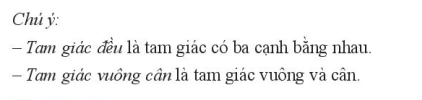 Chú ý:
– Tam giác đều là tam giác có ba cạnh bằng nhau.
– Tam giác vuông cân là tam giác vuông và cân.